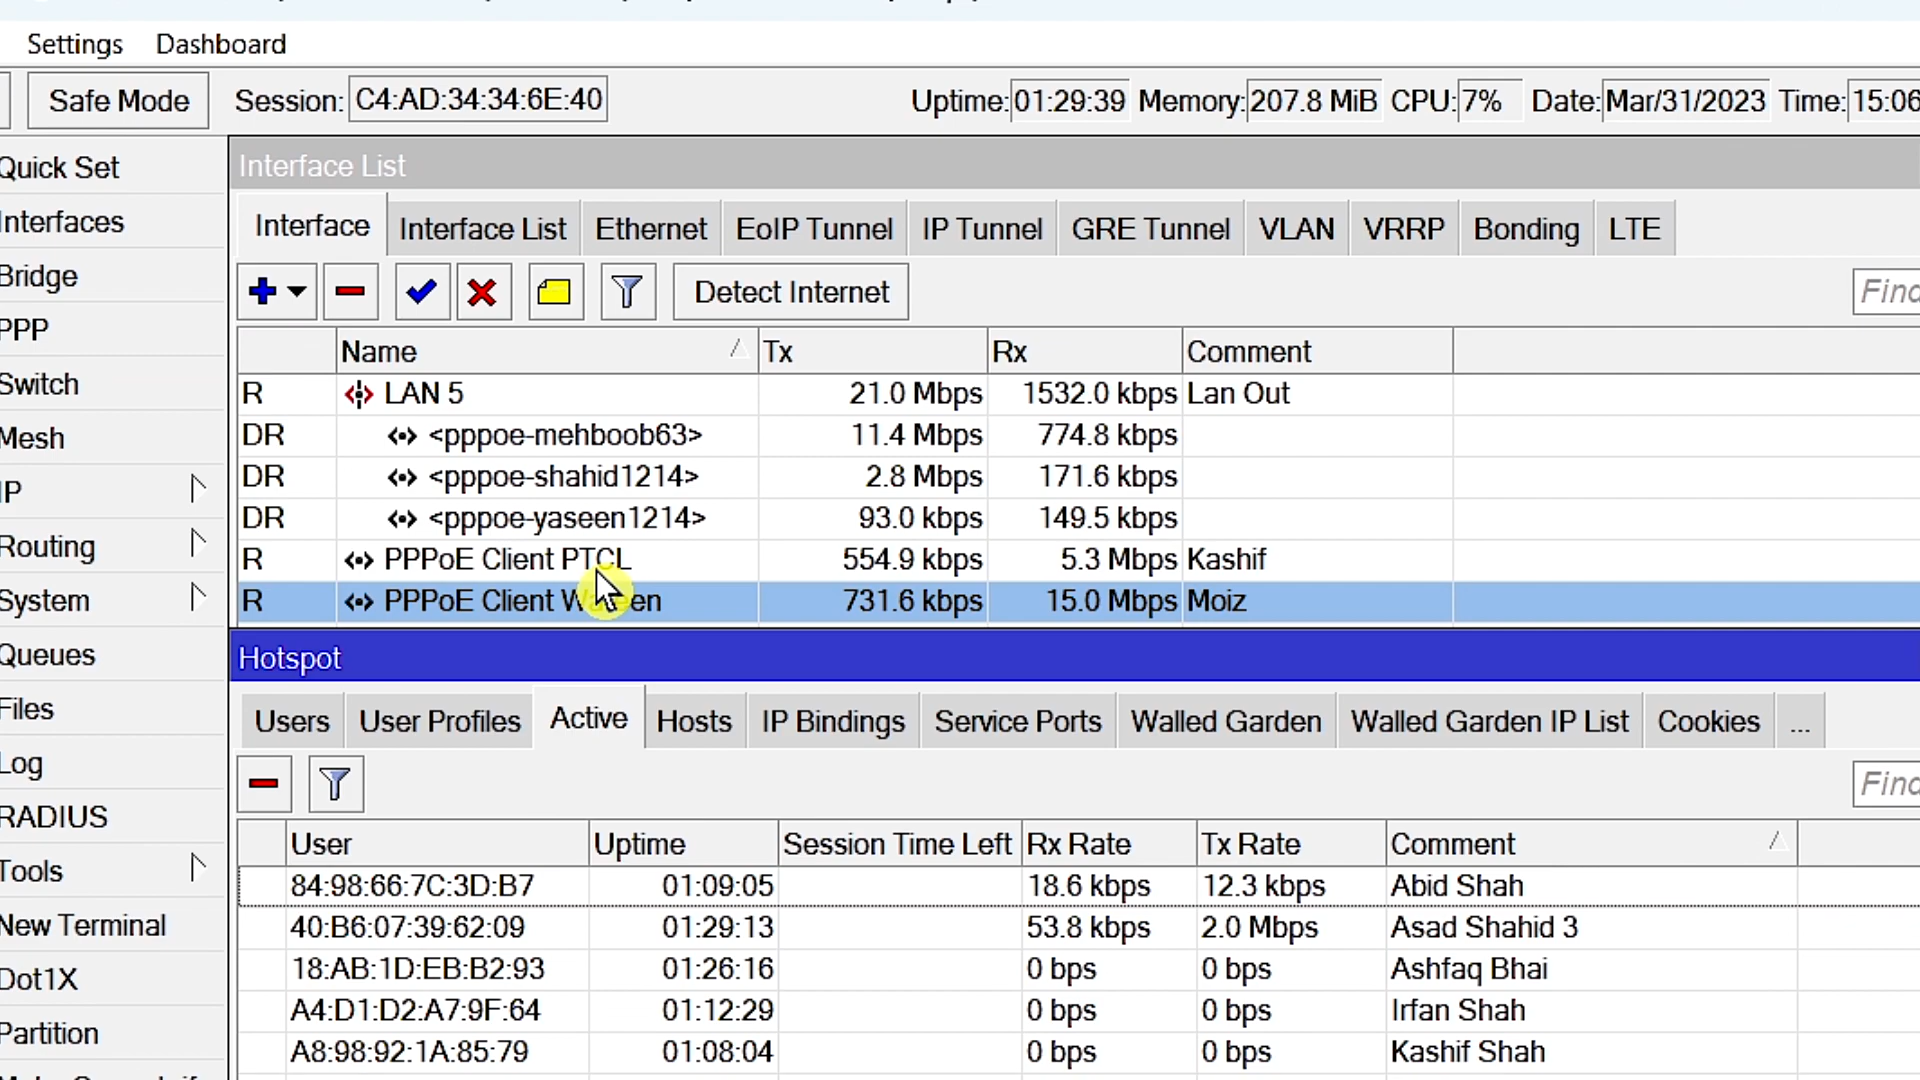 Settings Dashboard
Safe Mode Session: C4:AD:34:34:6E:40 Uptime: 01:29:39 Memory: 207.8 MiB CPU: 7% Date: Mar/31/2023 Time: 15:06
Quick Set
Interfaces
Bridge
PPP
Switch
Mesh
IP
Routing
System
Queues
Files
Log
RADIUS
Tools
New Terminal
Dot1X
Partition
Interface List
Interface Interface List Ethernet EoIP Tunnel IP Tunnel GRE Tunnel VLAN VRRP Bonding LTE
Detect Internet Find
Name Tx Rx Comment
R LAN 5 21.0 Mbps 1532.0 kbps Lan Out
DR <pppoe-mehboob63> 11.4 Mbps 774.8 kbps
DR <pppoe-shahid1214> 2.8 Mbps 171.6 kbps
DR <pppoe-yaseen1214> 93.0 kbps 149.5 kbps
R PPPoE Client PTCL 554.9 kbps 5.3 Mbps Kashif
R PPPoE Client 731.6 kbps 15.0 Mbps Moiz
Hotspot
Users User Profiles Active Hosts IP Bindings Service Ports Walled Garden Walled Garden IP List Cookies ...
Find
User Uptime Session Time Left Rx Rate Tx Rate Comment
84:98:66:7C:3D:B7 01:09:05 18.6 kbps 12.3 kbps Abid Shah
40:B6:07:39:62:09 01:29:13 53.8 kbps 2.0 Mbps Asad Shahid 3
18:AB:1D:EB:B2:93 01:26:16 0 bps 0 bps Ashfaq Bhai
A4:D1:D2:A7:9F:64 01:12:29 0 bps 0 bps Irfan Shah
A8:98:92:1A:85:79 01:08:04 0 bps 0 bps Kashif Shah